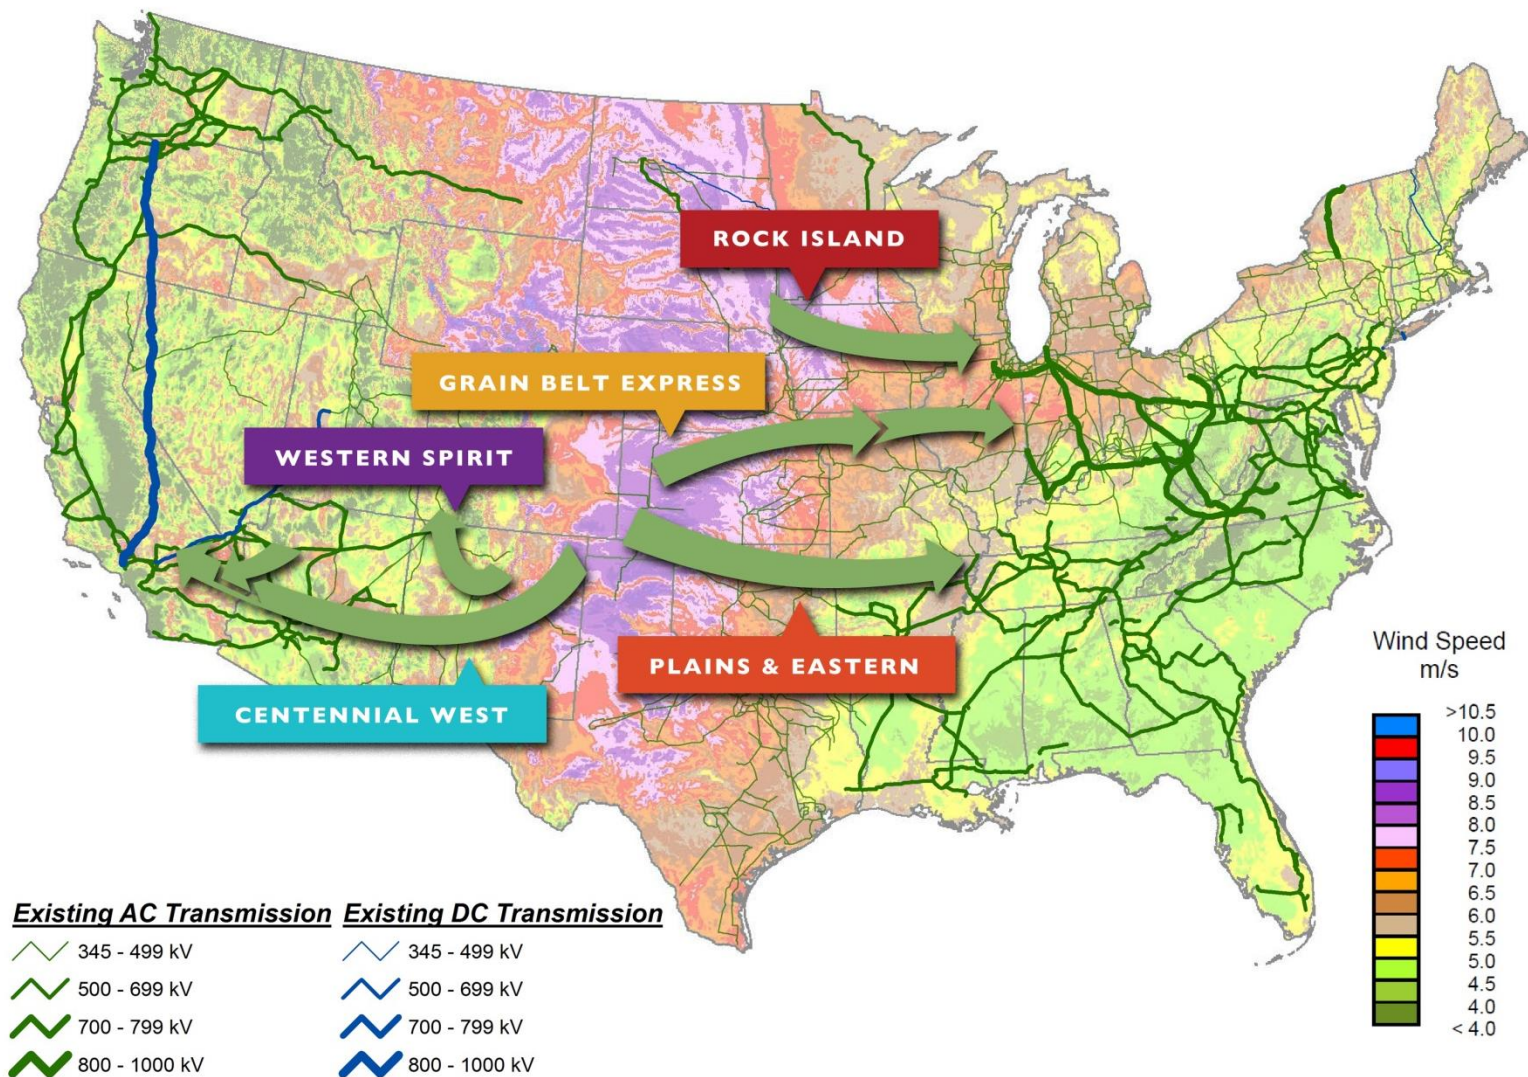 ROCK ISLAND
GRAIN BELT EXPRESS
WESTERN SPIRIT
PLAINS & EASTERN
CENTENNIAL WEST
Wind Speed
m/s
>10.5
10.0
9.5
9.0
8.5
8.0
7.5
7.0
6.5
6.0
5.5
5.0
4.5
4.0
< 4.0
Existing AC Transmission
345 - 499 kV
500 - 699 kV
700 - 799 kV
800 - 1000 kV
Existing DC Transmission
345 - 499 kV
500 - 699 kV
700 - 799 kV
800 - 1000 kV